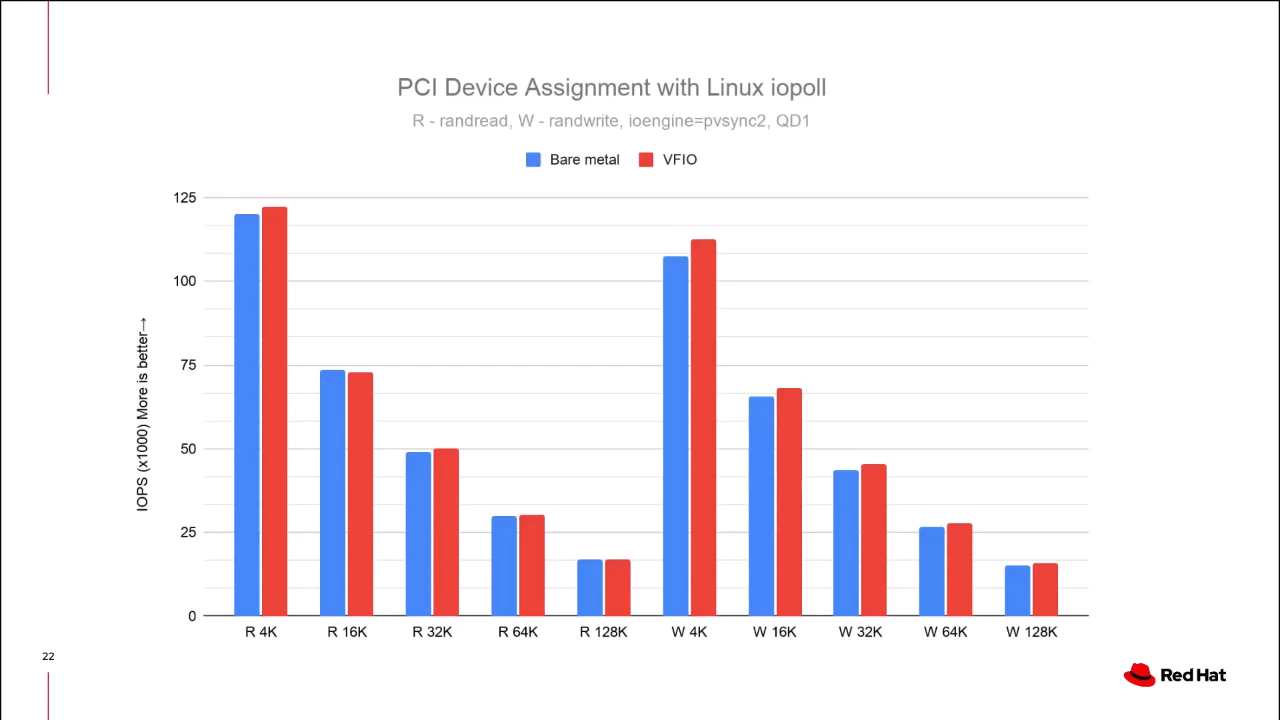 PCI Device Assignment with Linux iopoll
R - randread, W - randwrite, ioengine=pvsync2, QD1
Bare metal VFIO
IOPS (x1000) More is better→
125
100
75
50
25
0
R 4K R 16K R 32K R 64K R 128K W 4K W 16K W 32K W 64K W 128K
22
Red Hat